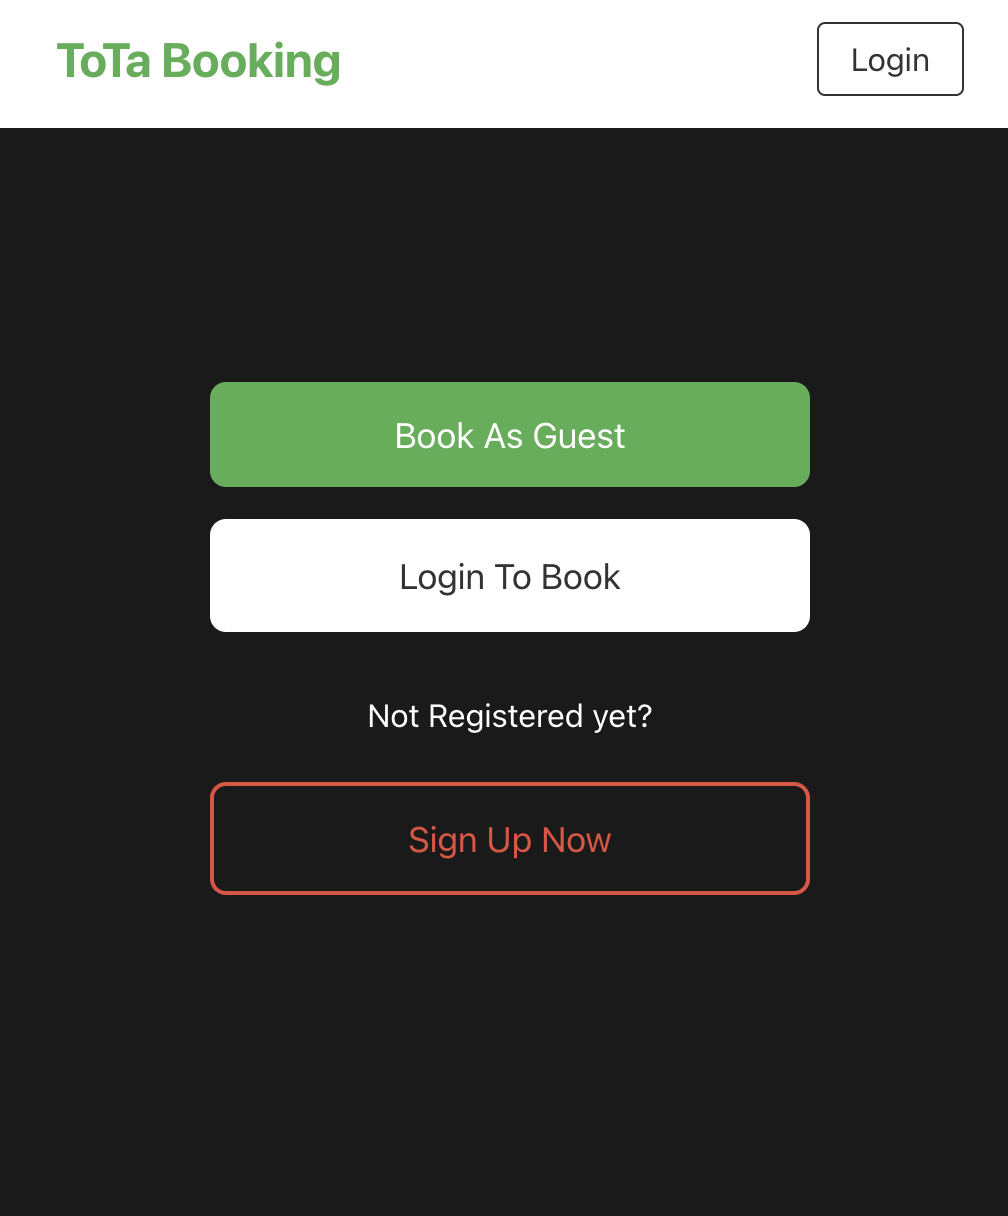 ToTa Booking
Login
Book As Guest
Login To Book
Not Registered yet?
Sign Up Now